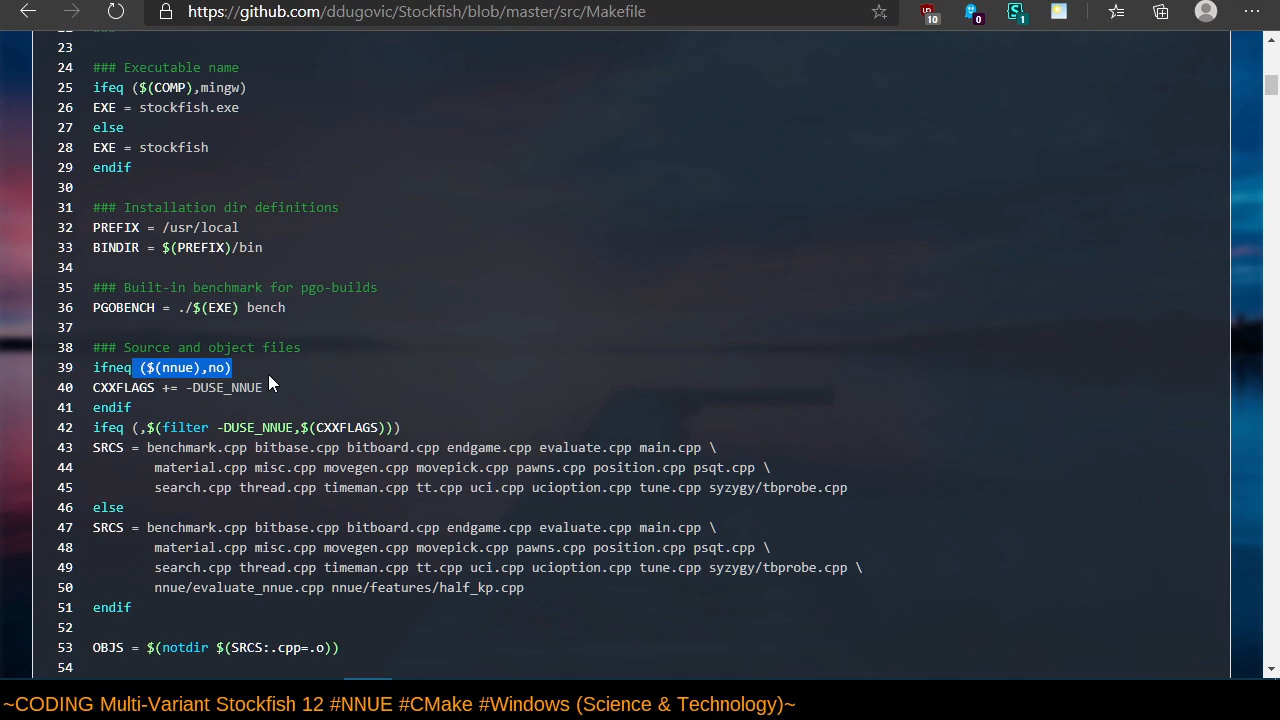 https://github.com/ddugovic/Stockfish/blob/master/src/Makefile
10
0
1
23
24 ### Executable name
25 ifeq ($(COMP),mingw)
26 EXE = stockfish.exe
27 else
28 EXE = stockfish
29 endif
30
31 ### Installation dir definitions
32 PREFIX = /usr/local
33 BINDIR = $(PREFIX)/bin
34
35 ### Built-in benchmark for pgo-builds
36 PGOBENCH = ./$(EXE) bench
37
38 ### Source and object files
39 ifneq ($(nnue),no)
40 CXXFLAGS += -DUSE_NNUE
41 endif
42 ifeq (,$(filter -DUSE_NNUE,$(CXXFLAGS)))
43 SRCS = benchmark.cpp bitbase.cpp bitboard.cpp endgame.cpp evaluate.cpp main.cpp \
44 material.cpp misc.cpp movegen.cpp movepick.cpp pawns.cpp position.cpp psqt.cpp \
45 search.cpp thread.cpp timeman.cpp tt.cpp uci.cpp ucioption.cpp tune.cpp syzygy/tbprobe.cpp
46 else
47 SRCS = benchmark.cpp bitbase.cpp bitboard.cpp endgame.cpp evaluate.cpp main.cpp \
48 material.cpp misc.cpp movegen.cpp movepick.cpp pawns.cpp position.cpp psqt.cpp \
49 search.cpp thread.cpp timeman.cpp tt.cpp uci.cpp ucioption.cpp tune.cpp syzygy/tbprobe.cpp \
50 nnue/evaluate_nnue.cpp nnue/features/half_kp.cpp
51 endif
52
53 OBJS = $(notdir $(SRCS:.cpp=.o))
54
~CODING Multi-Variant Stockfish 12 #NNUE #CMake #Windows (Science & Technology)~